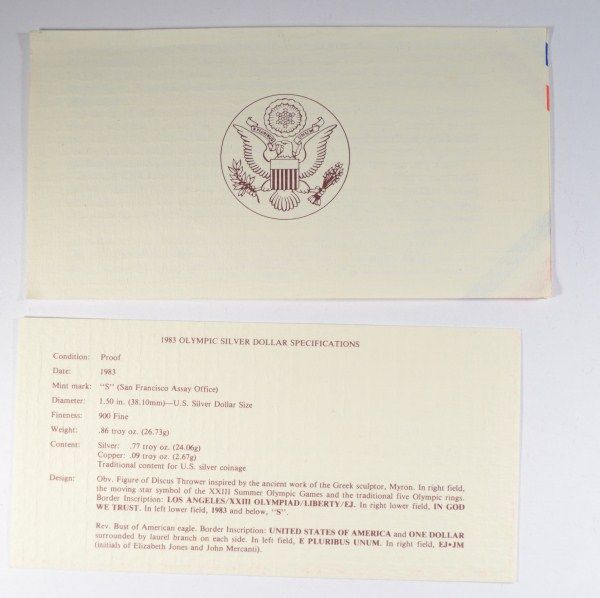 E PLURIBUS UNUM
1983 OLYMPIC SILVER DOLLAR SPECIFICATIONS
Condition: Proof
Date: 1983
Mint mark: "S" (San Francisco Assay Office)
Diameter: 1.50 in. (38.10mm)—U.S. Silver Dollar Size
Fineness: 900 Fine
Weight: .86 troy oz. (26.73g)
Content: Silver: .77 troy oz. (24.06g)
Copper: .09 troy oz. (2.67g)
Traditional content for U.S. silver coinage
Design: Obv. Figure of Discus Thrower inspired by the ancient work of the Greek sculptor, Myron. In right field,
the moving star symbol of the XXIII Summer Olympic Games and the traditional five Olympic rings.
Border Inscription: LOS ANGELES/XXIII OLYMPIAD/LIBERTY/EJ. In right lower field, IN GOD
WE TRUST. In left lower field, 1983 and below, "S".
Rev. Bust of American eagle. Border Inscription: UNITED STATES OF AMERICA and ONE DOLLAR
surrounded by laurel branch on each side. In left field, E PLURIBUS UNUM. In right field, EJ•JM
(initials of Elizabeth Jones and John Mercanti).